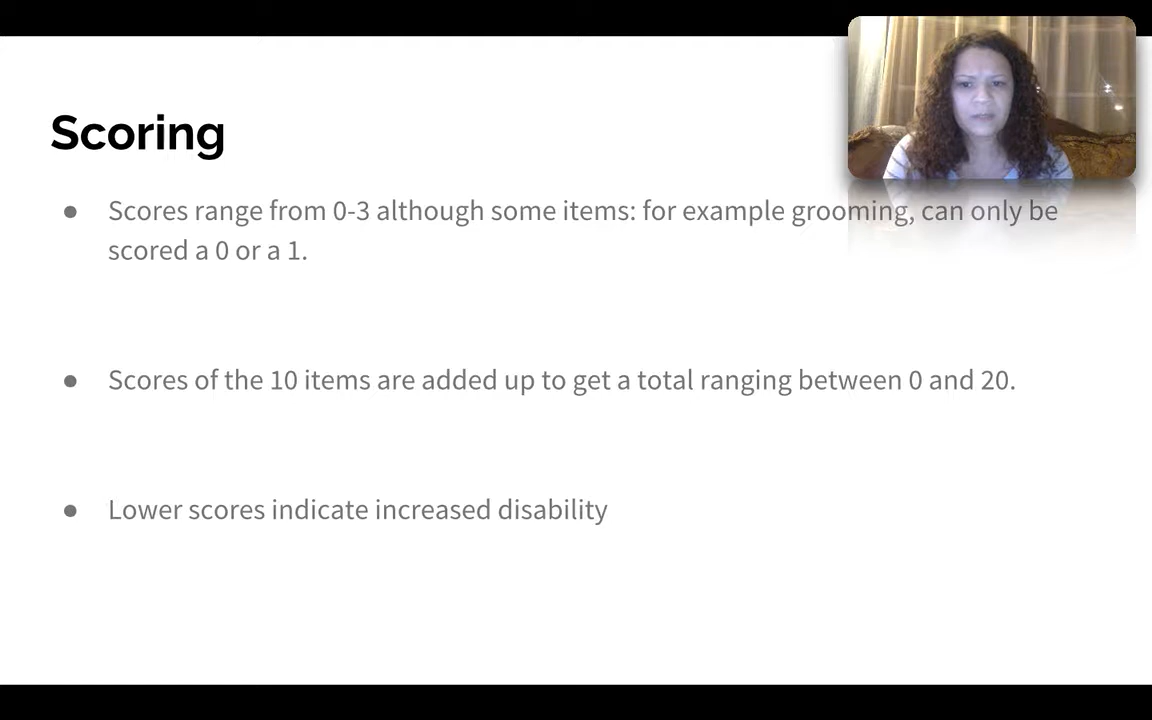 Scoring
● Scores range from 0-3 although some items: for example grooming, can only be
scored a 0 or a 1.
● Scores of the 10 items are added up to get a total ranging between 0 and 20.
● Lower scores indicate increased disability